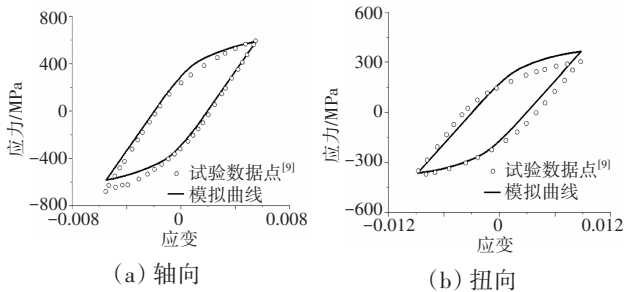 800
400
0
−400
−800
应力/MPa
试验数据点[9]
模拟曲线
−0.008
0
0.008
应变
(a) 轴向
600
300
0
−300
−600
应力/MPa
试验数据点[9]
模拟曲线
−0.012
0
0.012
应变
(b) 扭向